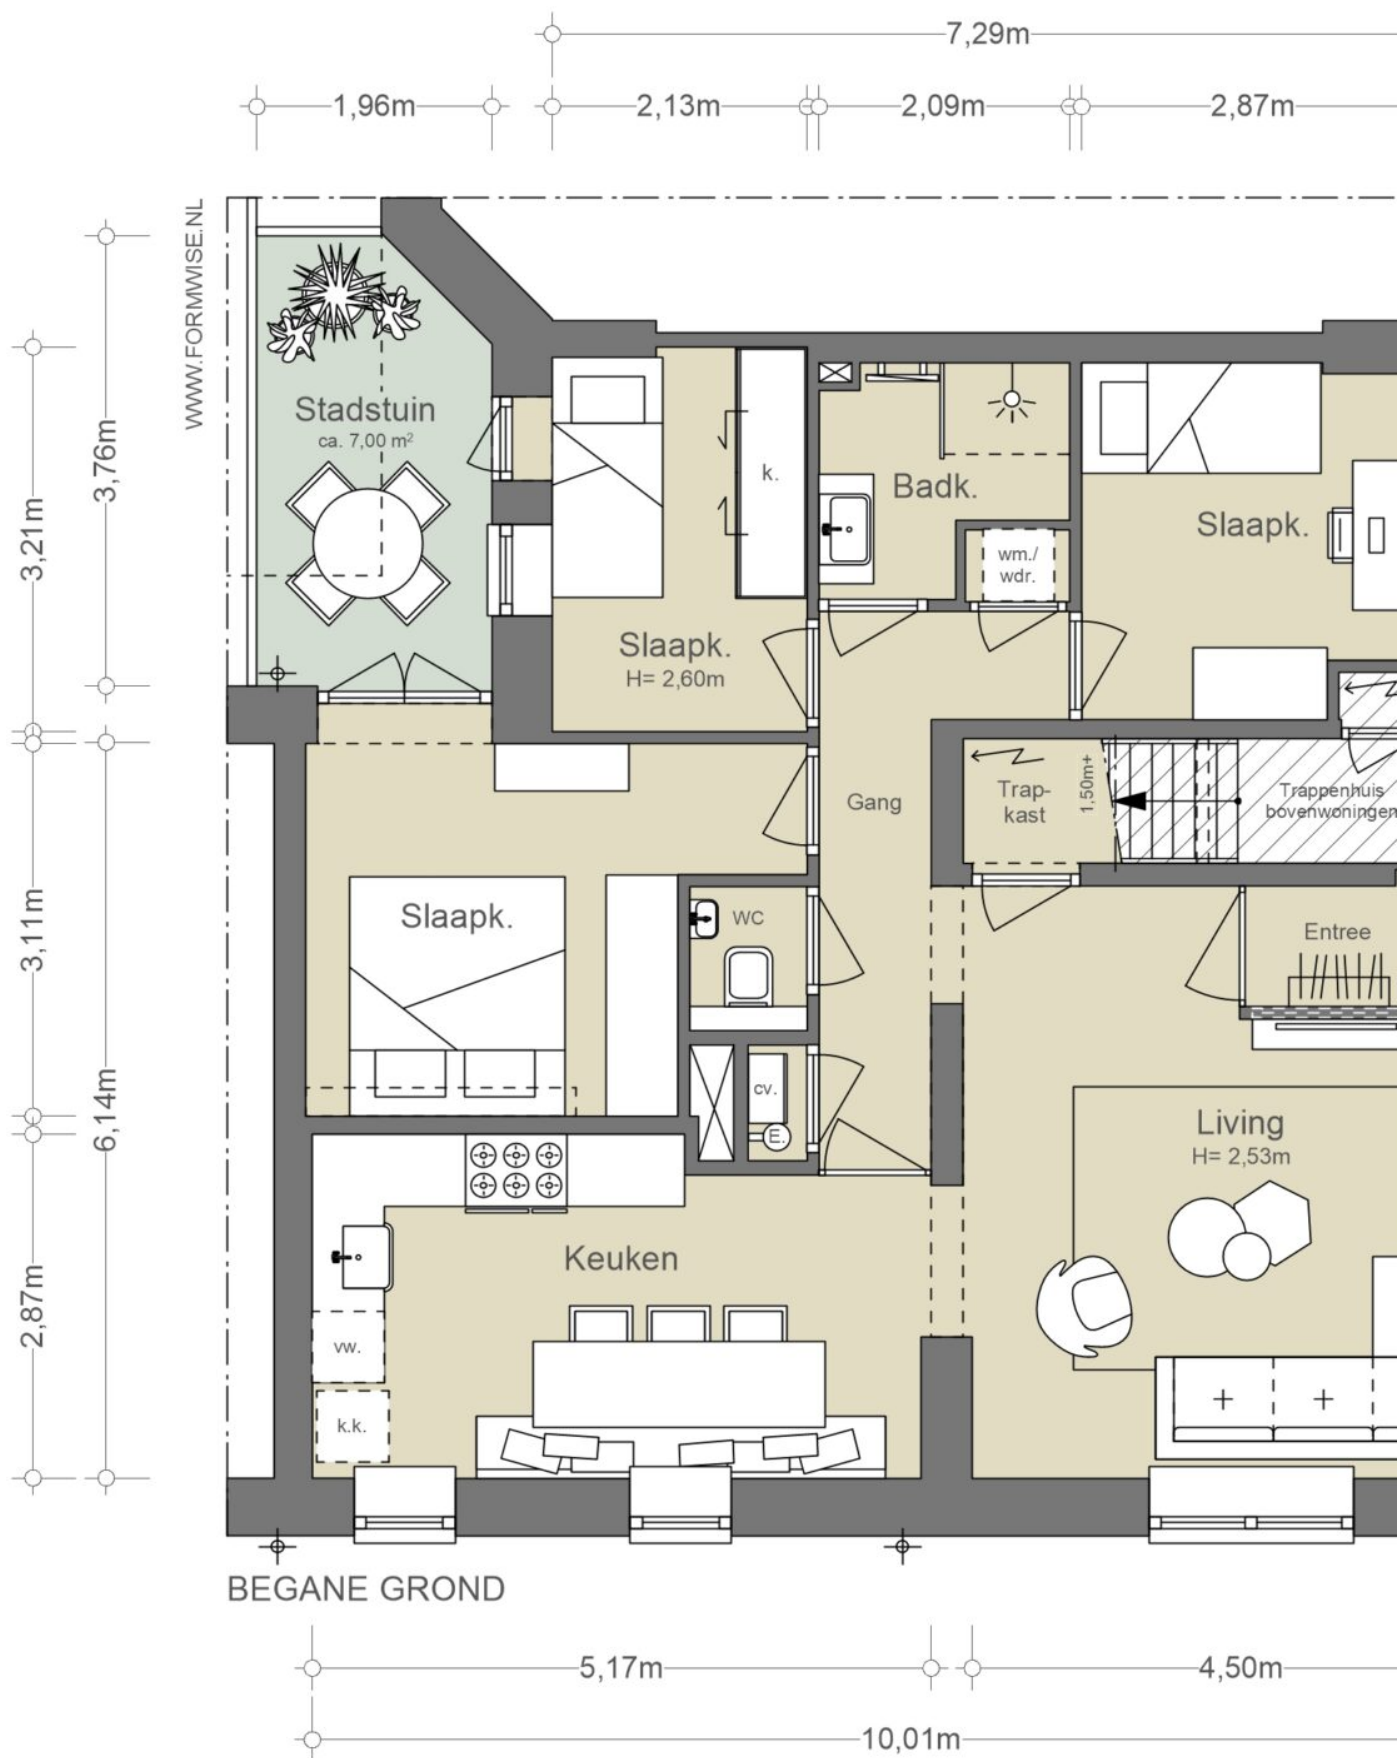 7,29m
1,96m
2,13m
2,09m
2,87m
WWW.FORMWISE.NL
3,76m
3,21m
Stadstuin
ca. 7,00 m²
k.
Badk.
Slaapk.
wm./
wdr.
Slaapk.
H= 2,60m
Gang
Trap-
kast
1,50m+
Trappenhuis
bovenwoningen
3,11m
Slaapk.
WC
Entree
6,14m
cv.
E.
Living
H= 2,53m
Keuken
2,87m
vw.
k.k.
BEGANE GROND
5,17m
4,50m
10,01m